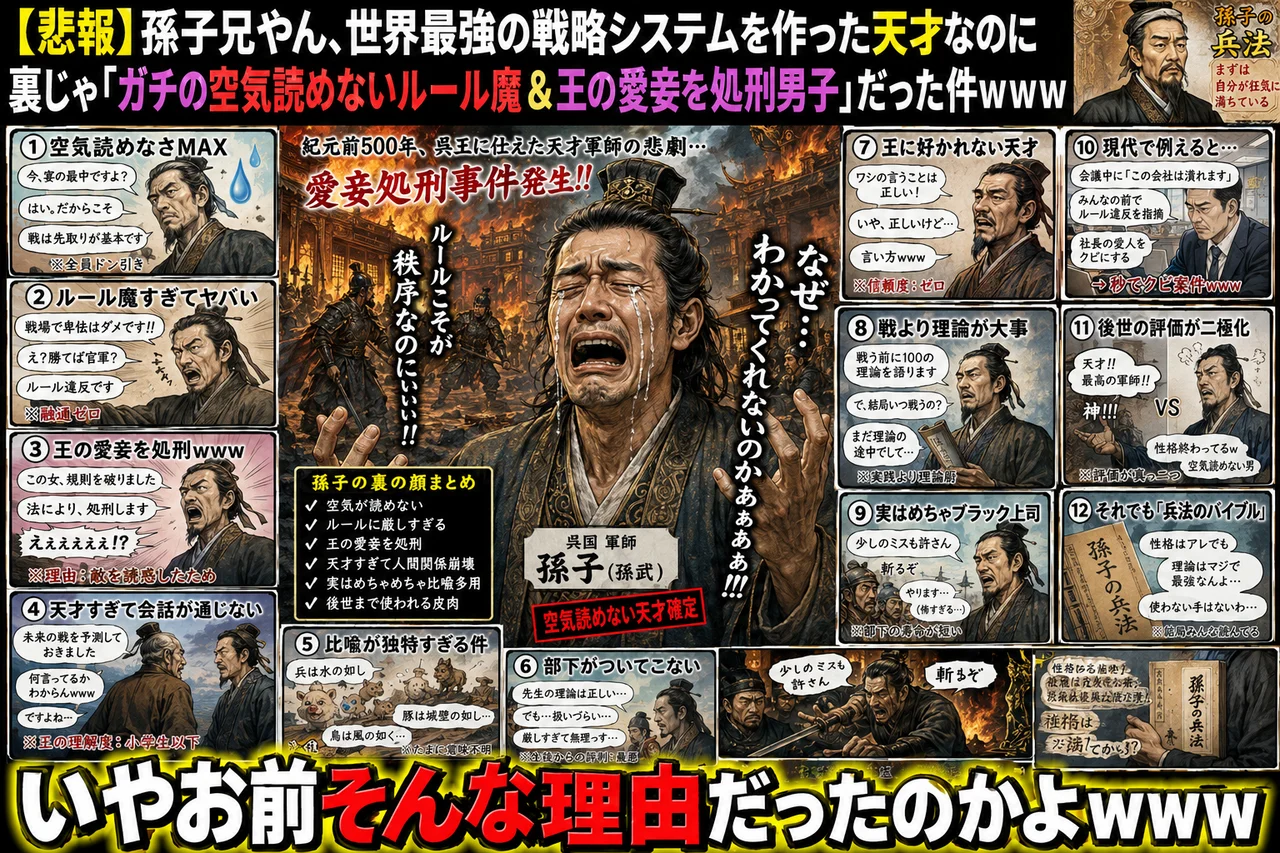 【悲報】孫子兄やん、世界最強の戦略システムを作った天才なのに
裏じゃ「ガチの空気読めないルール魔＆王の愛妾を処刑男子」だった件www
孫子の
兵法
まずは
自分が狂気に
満ちている
① 空気読めなさMAX
今、宴の最中ですよ？
はい。だからこそ
戦は先取りが基本です
※全員ドン引き
② ルール魔すぎてヤバい
戦場で卑怯はダメです!!
え？勝てば官軍？
ルール違反です
※融通ゼロ
③ 王の愛妾を処刑www
この女、規則を破りました
法により、処刑します
えぇぇぇぇぇ!?
※理由：敵を誘惑したため
④ 天才すぎて会話が通じない
未来の戦を予測して
おきました
何言ってるか
わからんwww
ですよね…
※王の理解度：小学生以下
紀元前500年、呉王に仕えた天才軍師の悲劇…
愛妾処刑事件発生!!
なぜ…
わかってくれないのかぁぁぁぁ!!!
ルールこそが
秩序なのにぃぃぃ!!
孫子の裏の顔まとめ
✓ 空気が読めない
✓ ルールに厳しすぎる
✓ 王の愛妾を処刑
✓ 天才すぎて人間関係崩壊
✓ 実はめちゃめちゃ比喩多用
✓ 後世まで使われる皮肉
呉国 軍師
孫子(孫武)
空気読めない天才確定
⑤ 比喩が独特すぎる件
兵は水の如し
豚は城壁の如し…
鳥は風の如く…
※たまに意味不明
⑥ 部下がついてこない
先生の理論は正しい…
でも…扱いづらい…
厳しすぎて無理っす…
⑦ 王に好かれない天才
ワシの言うことは
正しい！
いや、正しいけど…
言い方www
※信頼度：ゼロ
⑧ 戦より理論が大事
戦う前に100の
理論を語ります
で、結局いつ戦うの？
まだ理論の
途中でして…
※実践より理論
⑨ 実はめちゃブラック上司
少しのミスも許さん
斬るぞ
やります…
(怖すぎる…)
※部下の寿命が短い
⑩ 現代で例えると…
会議中に「この会社は潰れます」
みんなの前で
ルール違反を指摘
社長の愛人を
クビにする
→ 秒でクビ案件www
⑪ 後世の評価が二極化
天才!!
最高の軍師!!
神!!!
VS
性格終わってるw
空気読めない男
※評価が真っ二つ
⑫ それでも「兵法のバイブル」
孫子の兵法
性格はアレでも
理論はマジで
最強なんよ…
使わない手はないわ…
※結局みんな読んでる
少しのミスも
許さん
斬るぞ
孫子の兵法
いやお前そんな理由だったのかよwww